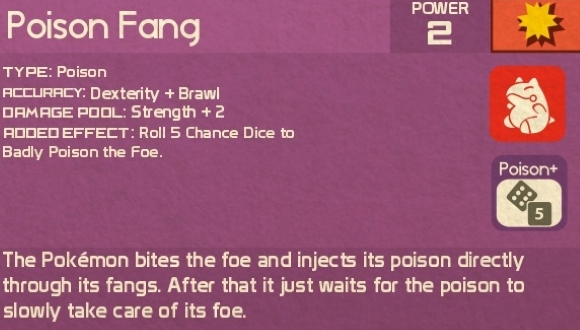 Poison Fang
POWER
2
TYPE: Poison
ACCURACY: Dexterity + Brawl
DAMAGE POOL: Strength + 2
ADDED EFFECT: Roll 5 Chance Dice to
Badly Poison the Foe.
Poison+
5
The Pokémon bites the foe and injects its poison directly
through its fangs. After that it just waits for the poison to
slowly take care of its foe.